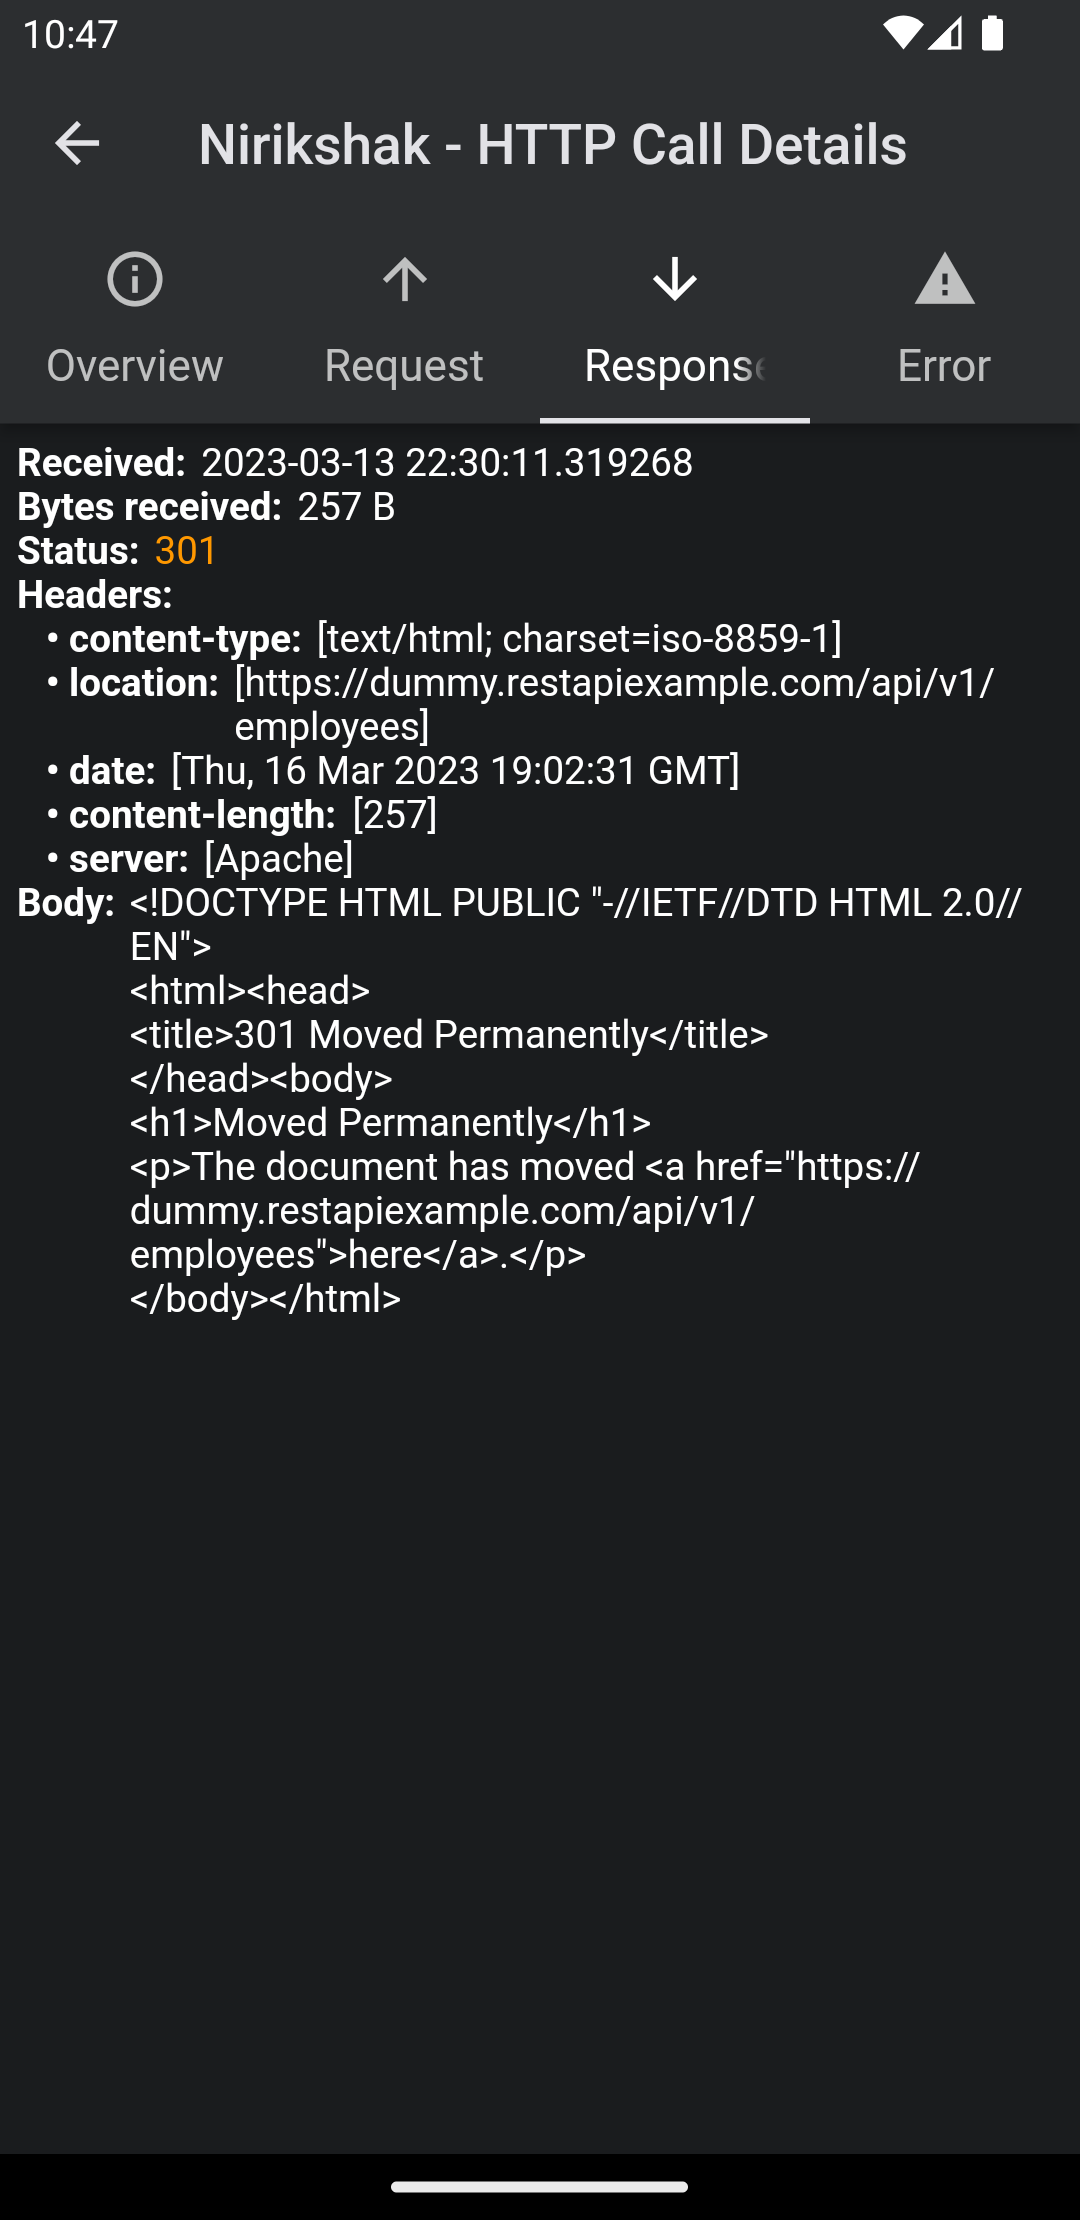 10:47
Nirikshak - HTTP Call Details
Overview
Request
Response
Error
Received: 2023-03-13 22:30:11.319268
Bytes received: 257 B
Status: 301
Headers:
• content-type: [text/html; charset=iso-8859-1]
• location: [https://dummy.restapiexample.com/api/v1/
employees]
• date: [Thu, 16 Mar 2023 19:02:31 GMT]
• content-length: [257]
• server: [Apache]
Body: <!DOCTYPE HTML PUBLIC "-//IETF//DTD HTML 2.0//
EN">
<html><head>
<title>301 Moved Permanently</title>
</head><body>
<h1>Moved Permanently</h1>
<p>The document has moved <a href="https://
dummy.restapiexample.com/api/v1/
employees">here</a>.</p>
</body></html>